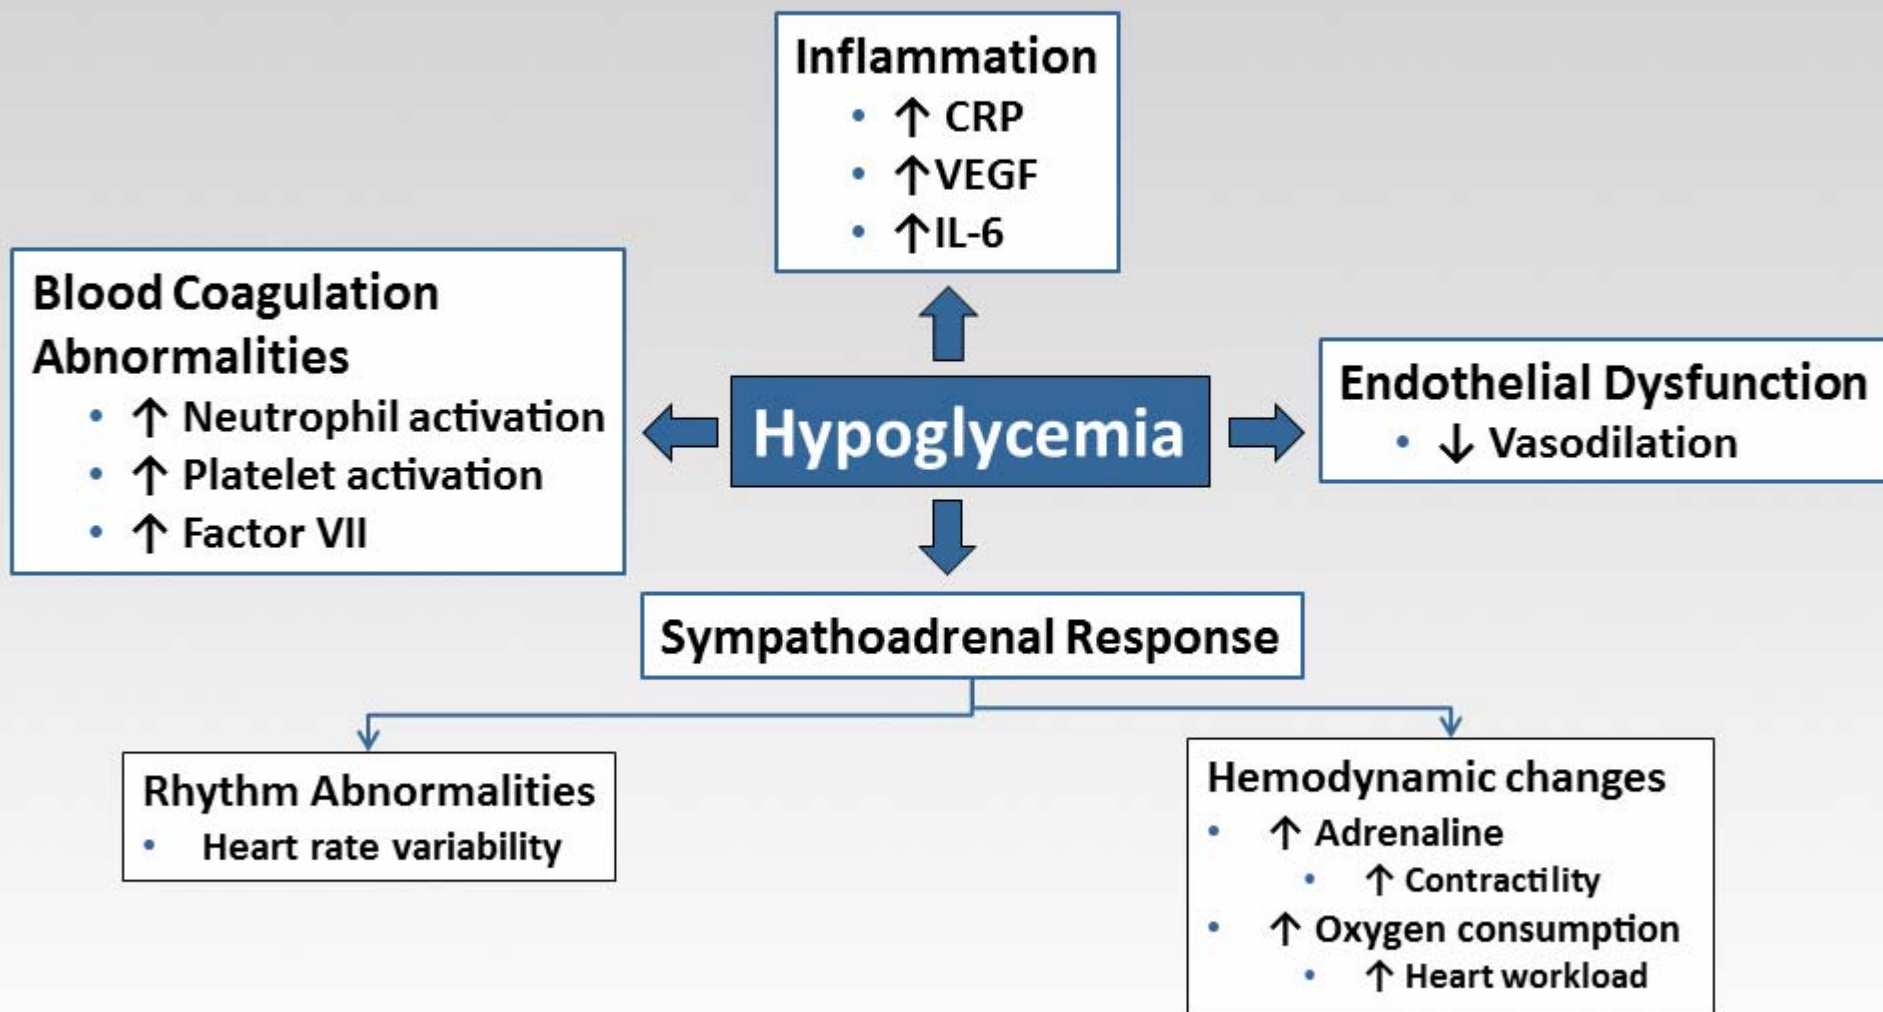 Inflammation
• ↑ CRP
• ↑VEGF
• ↑IL-6
Blood Coagulation
Abnormalities
• ↑ Neutrophil activation
• ↑ Platelet activation
• ↑ Factor VII
Hypoglycemia
Endothelial Dysfunction
• ↓ Vasodilation
Sympathoadrenal Response
Rhythm Abnormalities
• Heart rate variability
Hemodynamic changes
• ↑ Adrenaline
• ↑ Contractility
• ↑ Oxygen consumption
• ↑ Heart workload